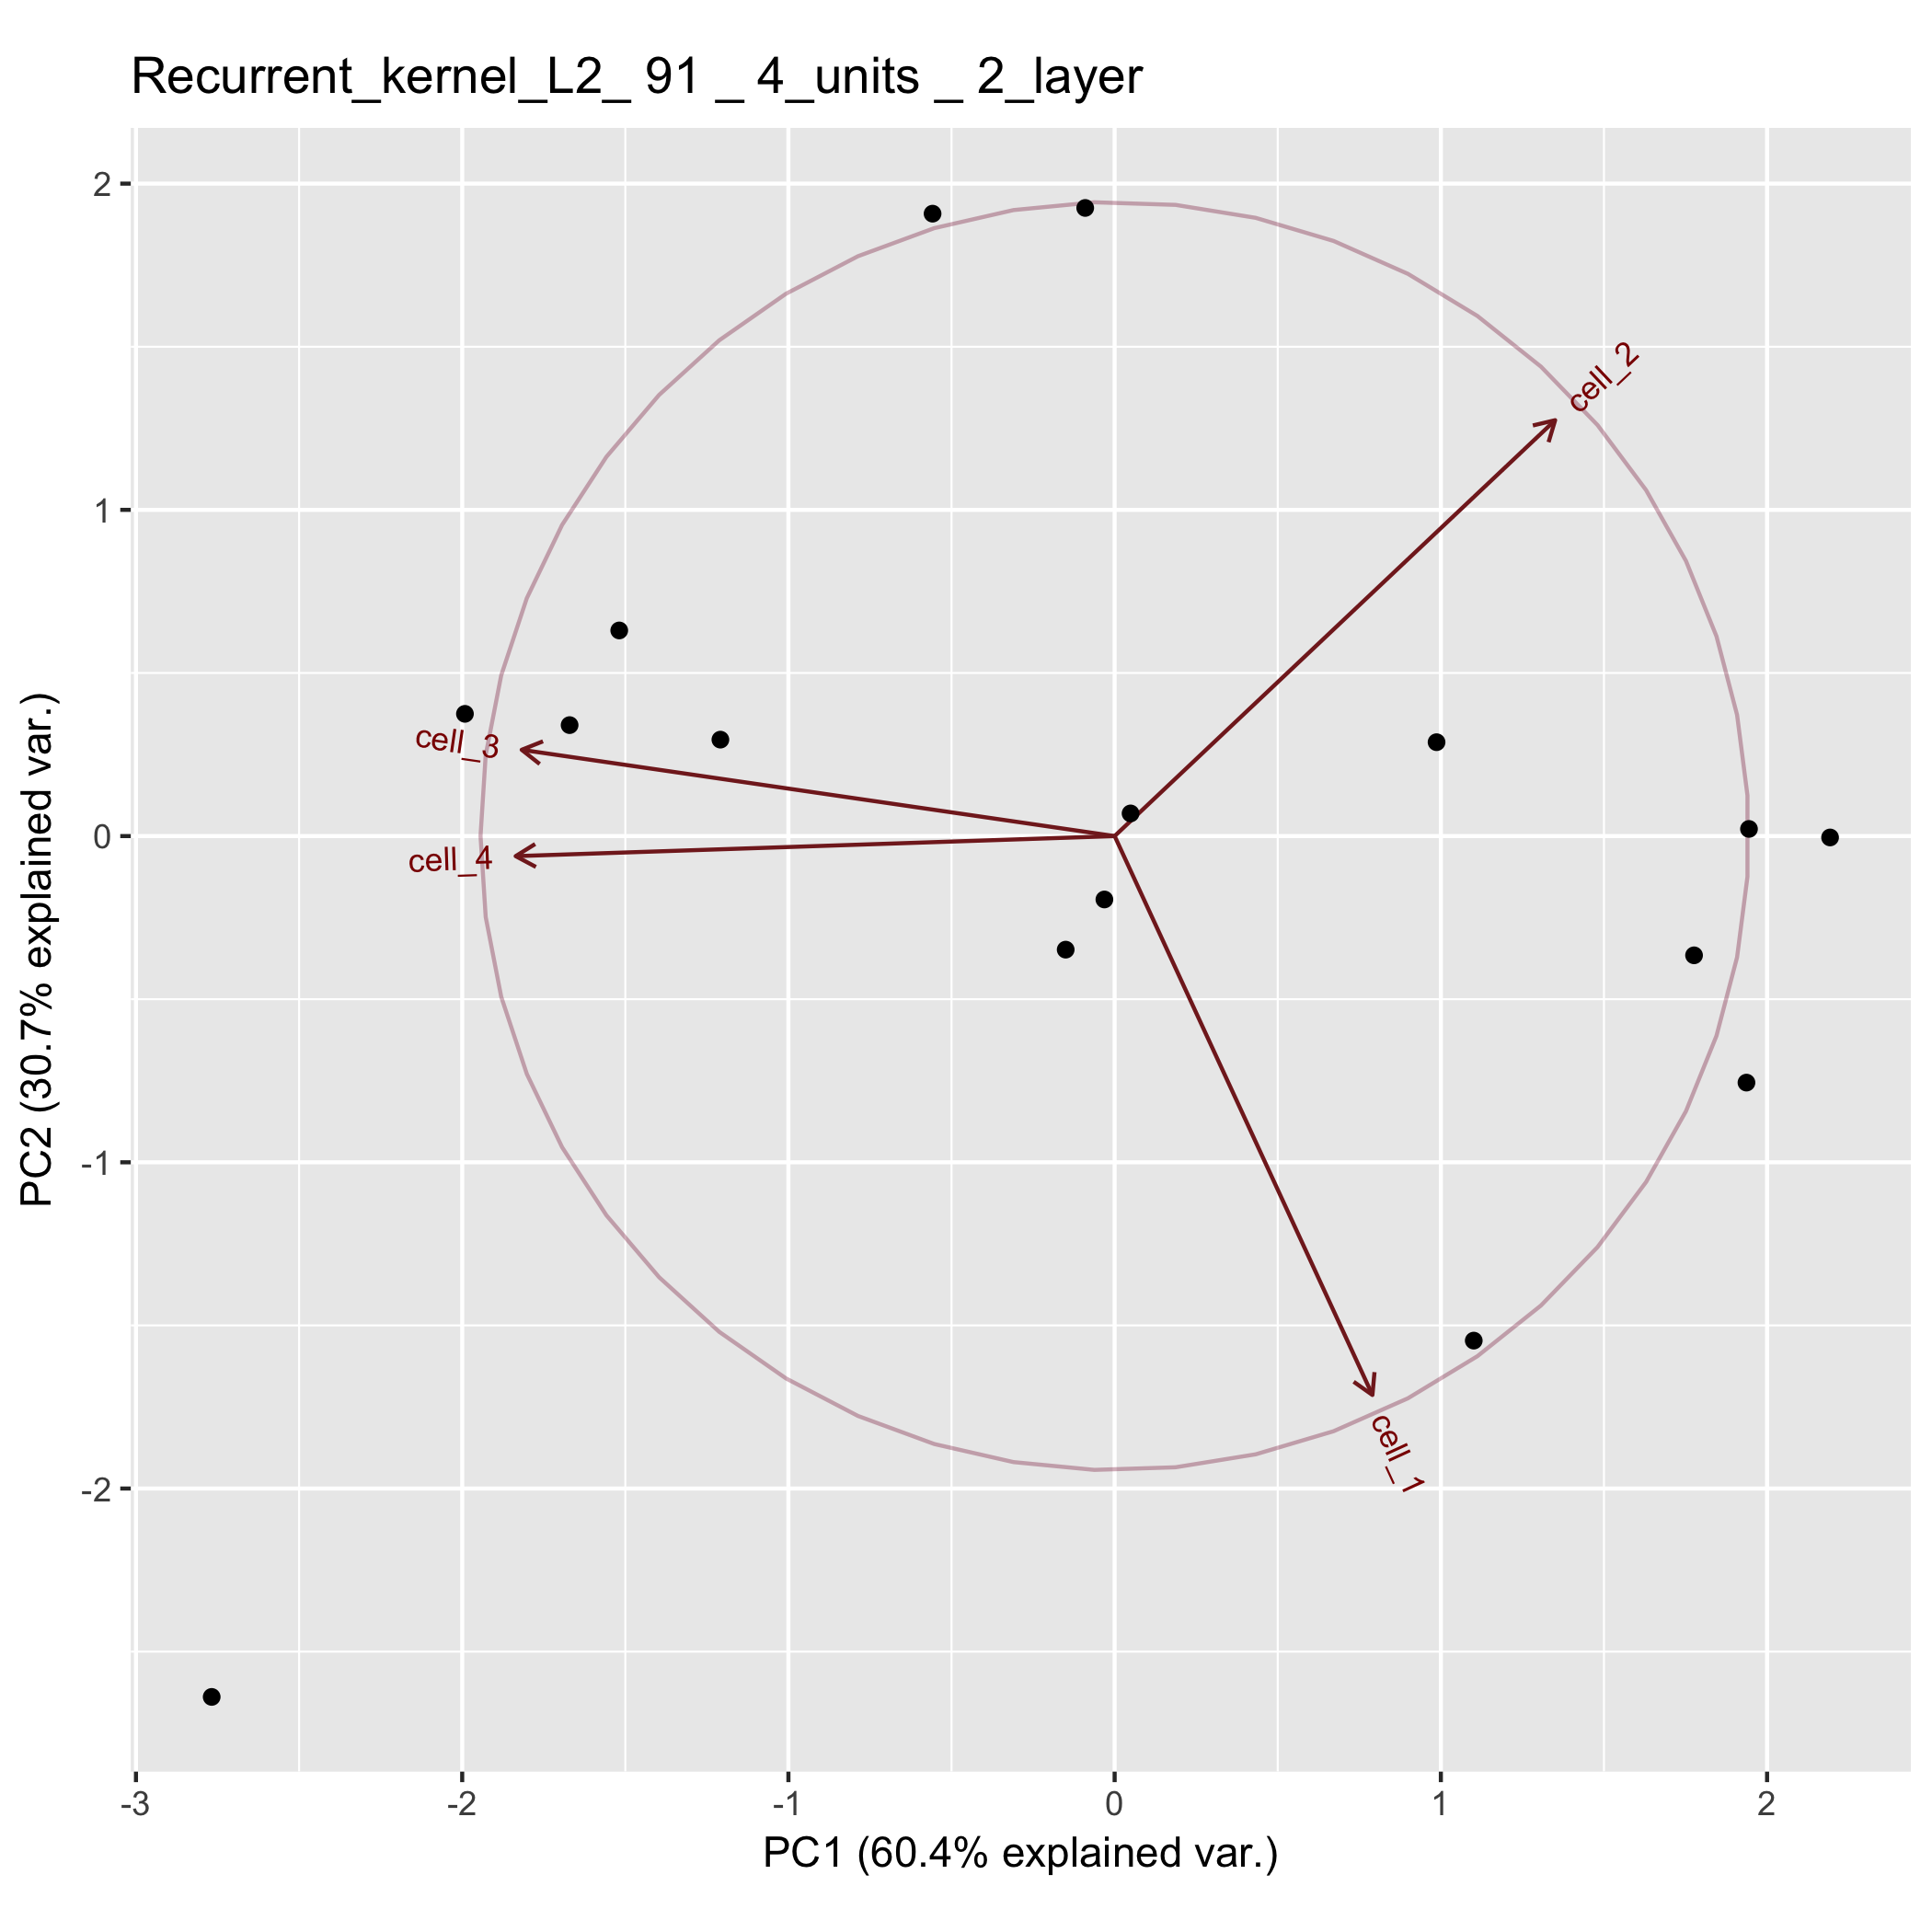 Recurrent_kernel_L2_ 91 _ 4_units _ 2_layer
2
1
0
-1
-2
PC2 (30.7% explained var.)
cell_2
cell_3
cell_4
cell_1
-3
-2
-1
0
1
2
PC1 (60.4% explained var.)